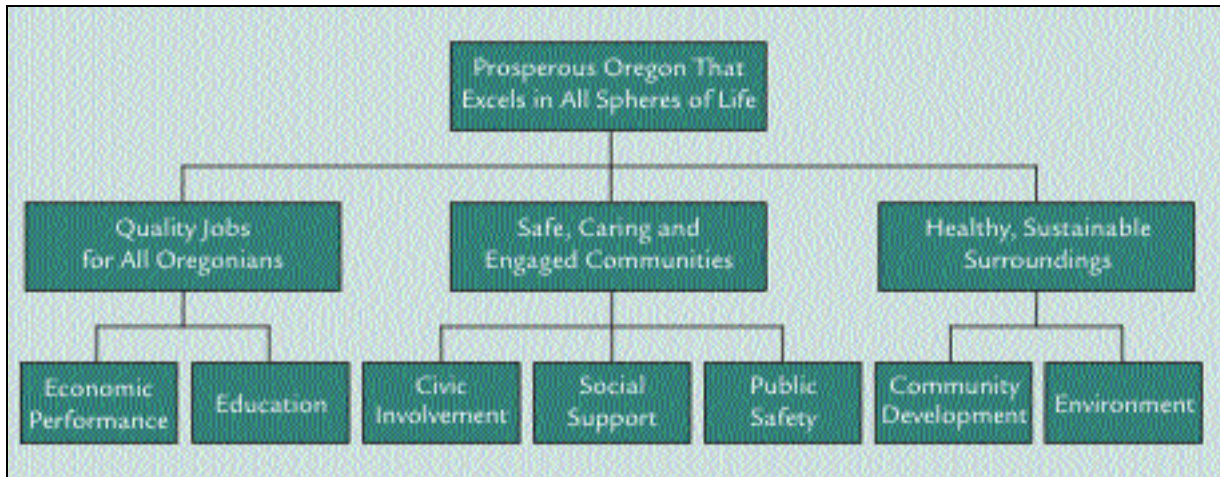 Prosperous Oregon That
Excels in All Spheres of Life
Quality Jobs
for All Oregonians
Safe, Caring and
Engaged Communities
Healthy, Sustainable
Surroundings
Economic
Performance
Education
Civic
Involvement
Social
Support
Public
Safety
Community
Development
Environment